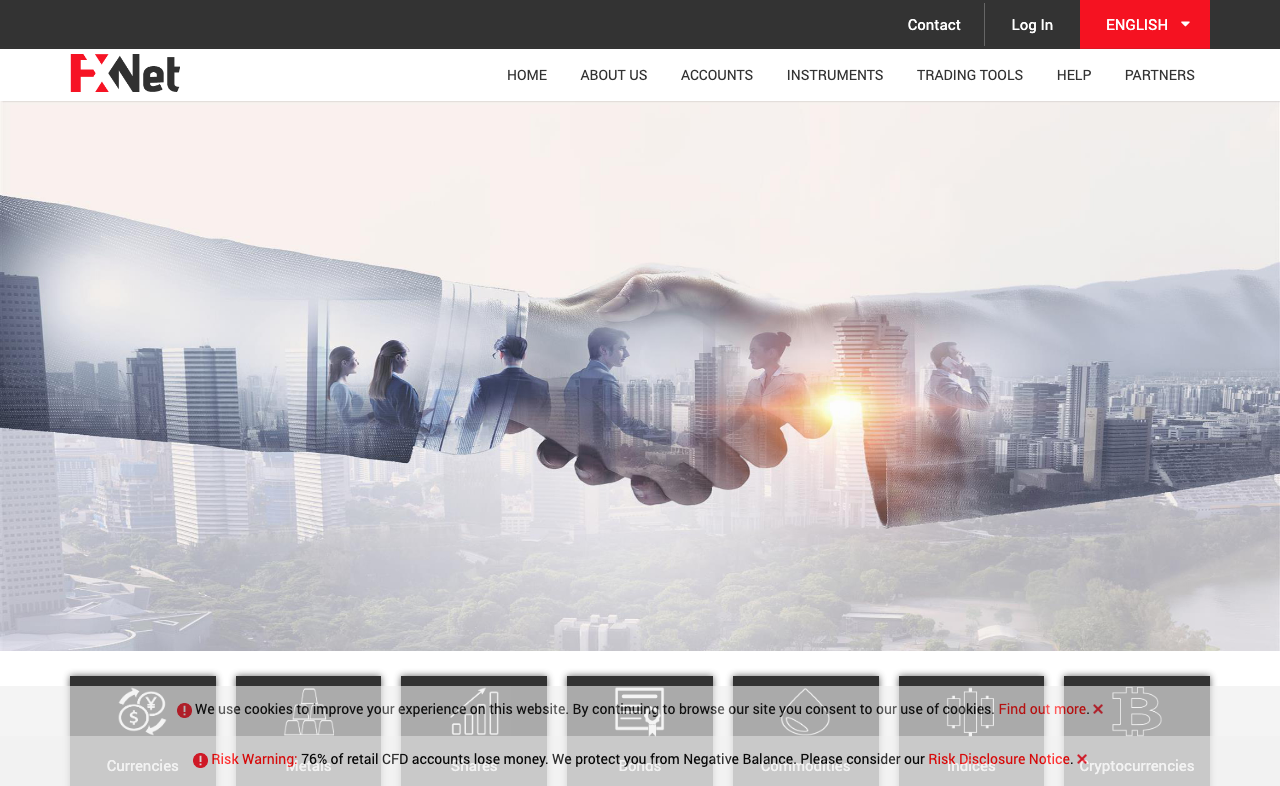 Contact
Log In
ENGLISH
FXNet
HOME
ABOUT US
ACCOUNTS
INSTRUMENTS
TRADING TOOLS
HELP
PARTNERS
We use cookies to improve your experience on this website. By continuing to browse our site you consent to our use of cookies. Find out more.
Risk Warning: 76% of retail CFD accounts lose money. We protect you from Negative Balance. Please consider our Risk Disclosure Notice.
Currencies
Metals
Shares
Bonds
Commodities
Indices
Cryptocurrencies